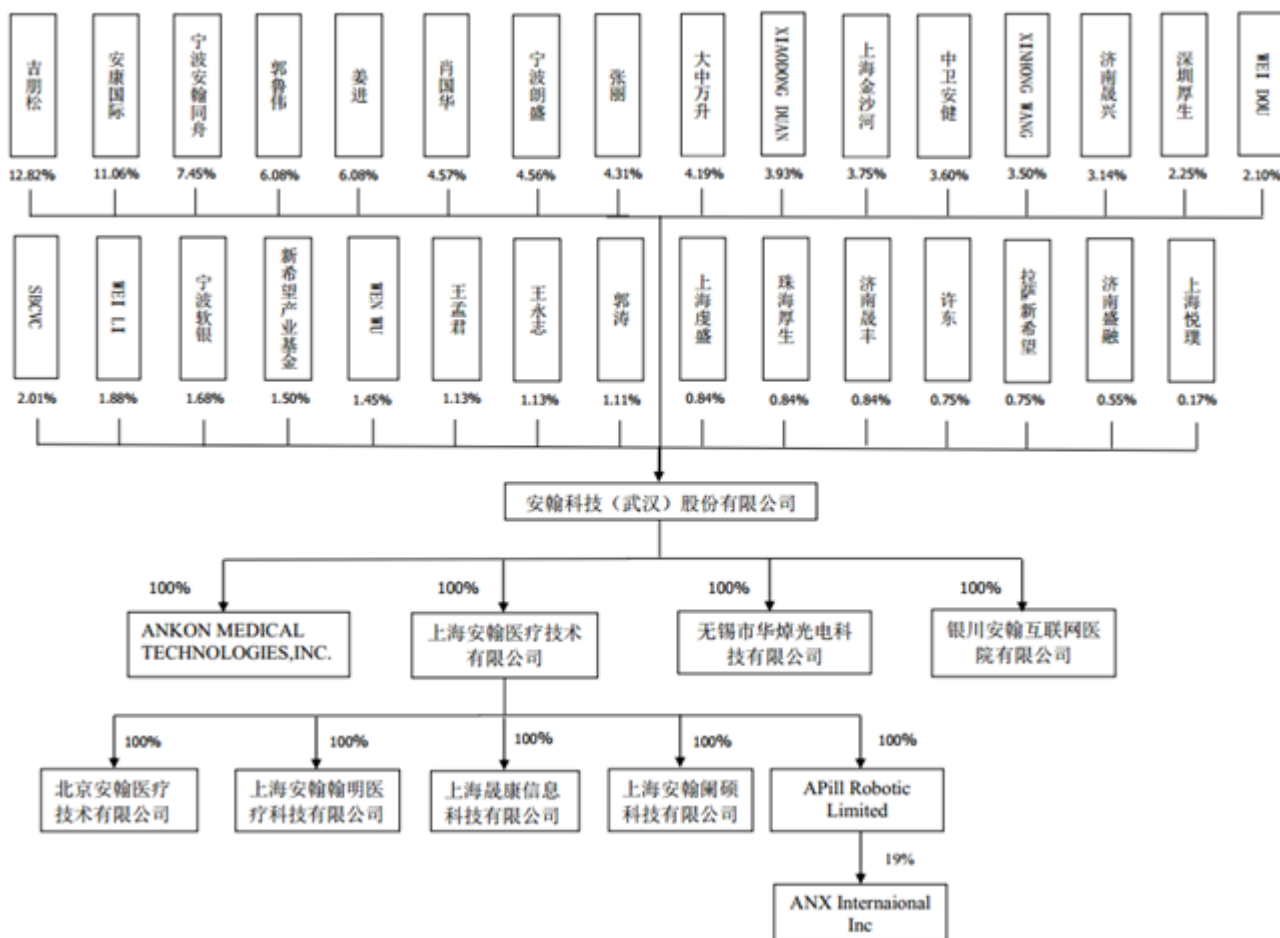 吉朋松
安康国际
宁波安翰同舟
郭鲁伟
姜进
肖国华
宁波朗盛
张丽
大中万升
XIAODONG DUAN
上海金沙河
中卫安健
XINHONG WANG
济南晟兴
深圳厚生
WEI DOU
12.82%
11.06%
7.45%
6.08%
6.08%
4.57%
4.56%
4.31%
4.19%
3.93%
3.75%
3.60%
3.50%
3.14%
2.25%
2.10%
SBCVC
WEI LI
宁波软银
新希望产业基金
WEN WU
王孟君
王永志
郭涛
上海虔盛
珠海厚生
济南晟丰
许东
拉萨新希望
济南盛融
上海悦璞
2.01%
1.88%
1.68%
1.50%
1.45%
1.13%
1.13%
1.11%
0.84%
0.84%
0.84%
0.75%
0.75%
0.55%
0.17%
安翰科技（武汉）股份有限公司
100%
100%
100%
100%
ANKON MEDICAL
TECHNOLOGIES,INC.
上海安翰医疗技术
有限公司
无锡市华焯光电科
技有限公司
银川安翰互联网医
院有限公司
100%
100%
100%
100%
100%
北京安翰医疗
技术有限公司
上海安翰翰明医
疗科技有限公司
上海晟康信息
科技有限公司
上海安翰阑硕
科技有限公司
APill Robotic
Limited
19%
ANX Internaional
Inc